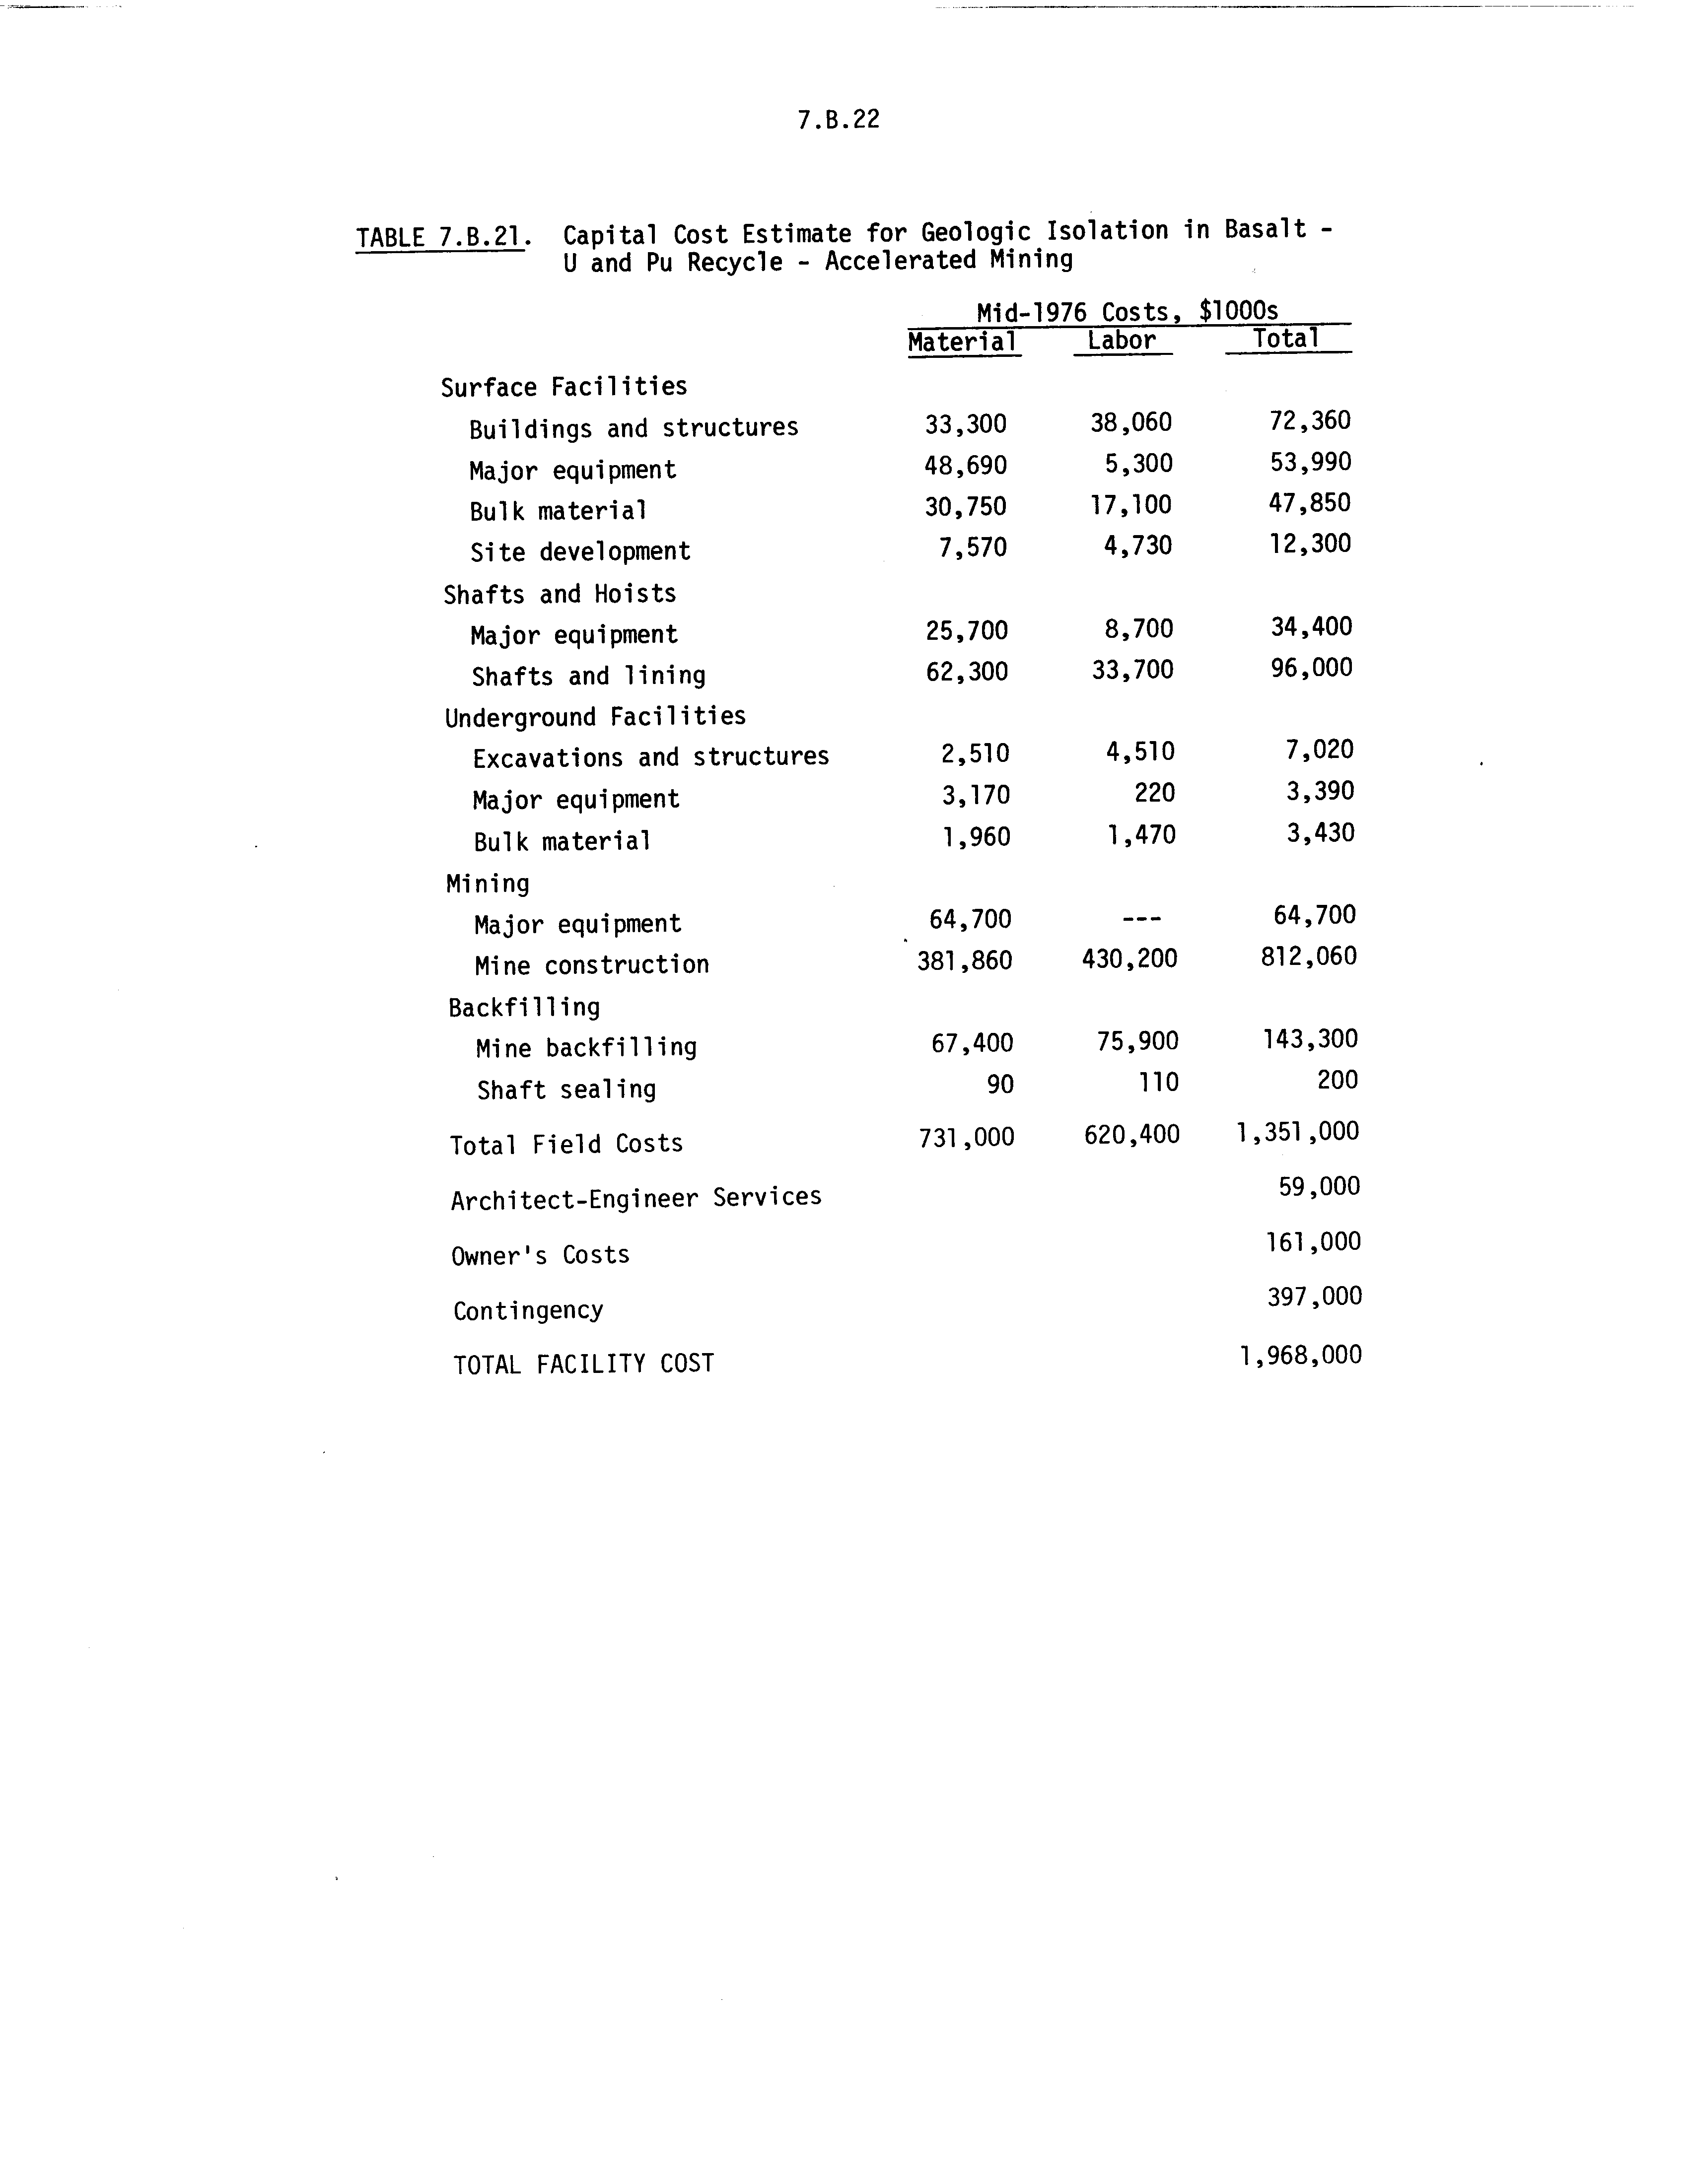 7.B.22
TABLE 7.B.21. Capital Cost Estimate for Geologic Isolation in Basalt -
U and Pu Recycle - Accelerated Mining
Mid-1976 Costs, $1000s
Material Labor Total
Surface Facilities
Buildings and structures 33,300 38,060 72,360
Major equipment 48,690 5,300 53,990
Bulk material 30,750 17,100 47,850
Site development 7,570 4,730 12,300
Shafts and Hoists
Major equipment 25,700 8,700 34,400
Shafts and lining 62,300 33,700 96,000
Underground Facilities
Excavations and structures 2,510 4,510 7,020
Major equipment 3,170 220 3,390
Bulk material 1,960 1,470 3,430
Mining
Major equipment 64,700 --- 64,700
Mine construction 381,860 430,200 812,060
Backfilling
Mine backfilling 67,400 75,900 143,300
Shaft sealing 90 110 200
Total Field Costs 731,000 620,400 1,351,000
Architect-Engineer Services 59,000
Owner's Costs 161,000
Contingency 397,000
TOTAL FACILITY COST 1,968,000